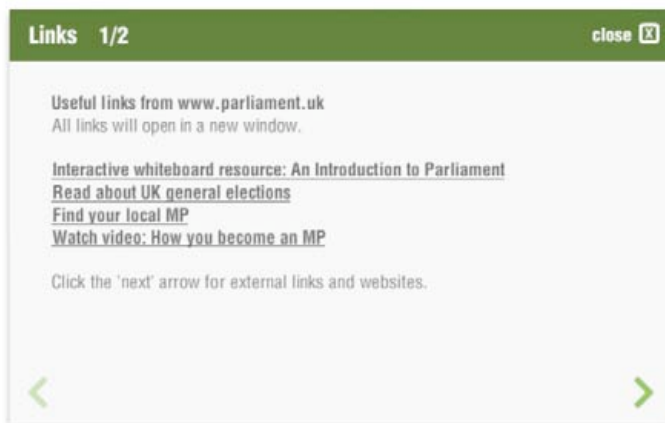 Links 1/2
close X
Useful links from www.parliament.uk
All links will open in a new window.
Interactive whiteboard resource: An Introduction to Parliament
Read about UK general elections
Find your local MP
Watch video: How you become an MP
Click the 'next' arrow for external links and websites.